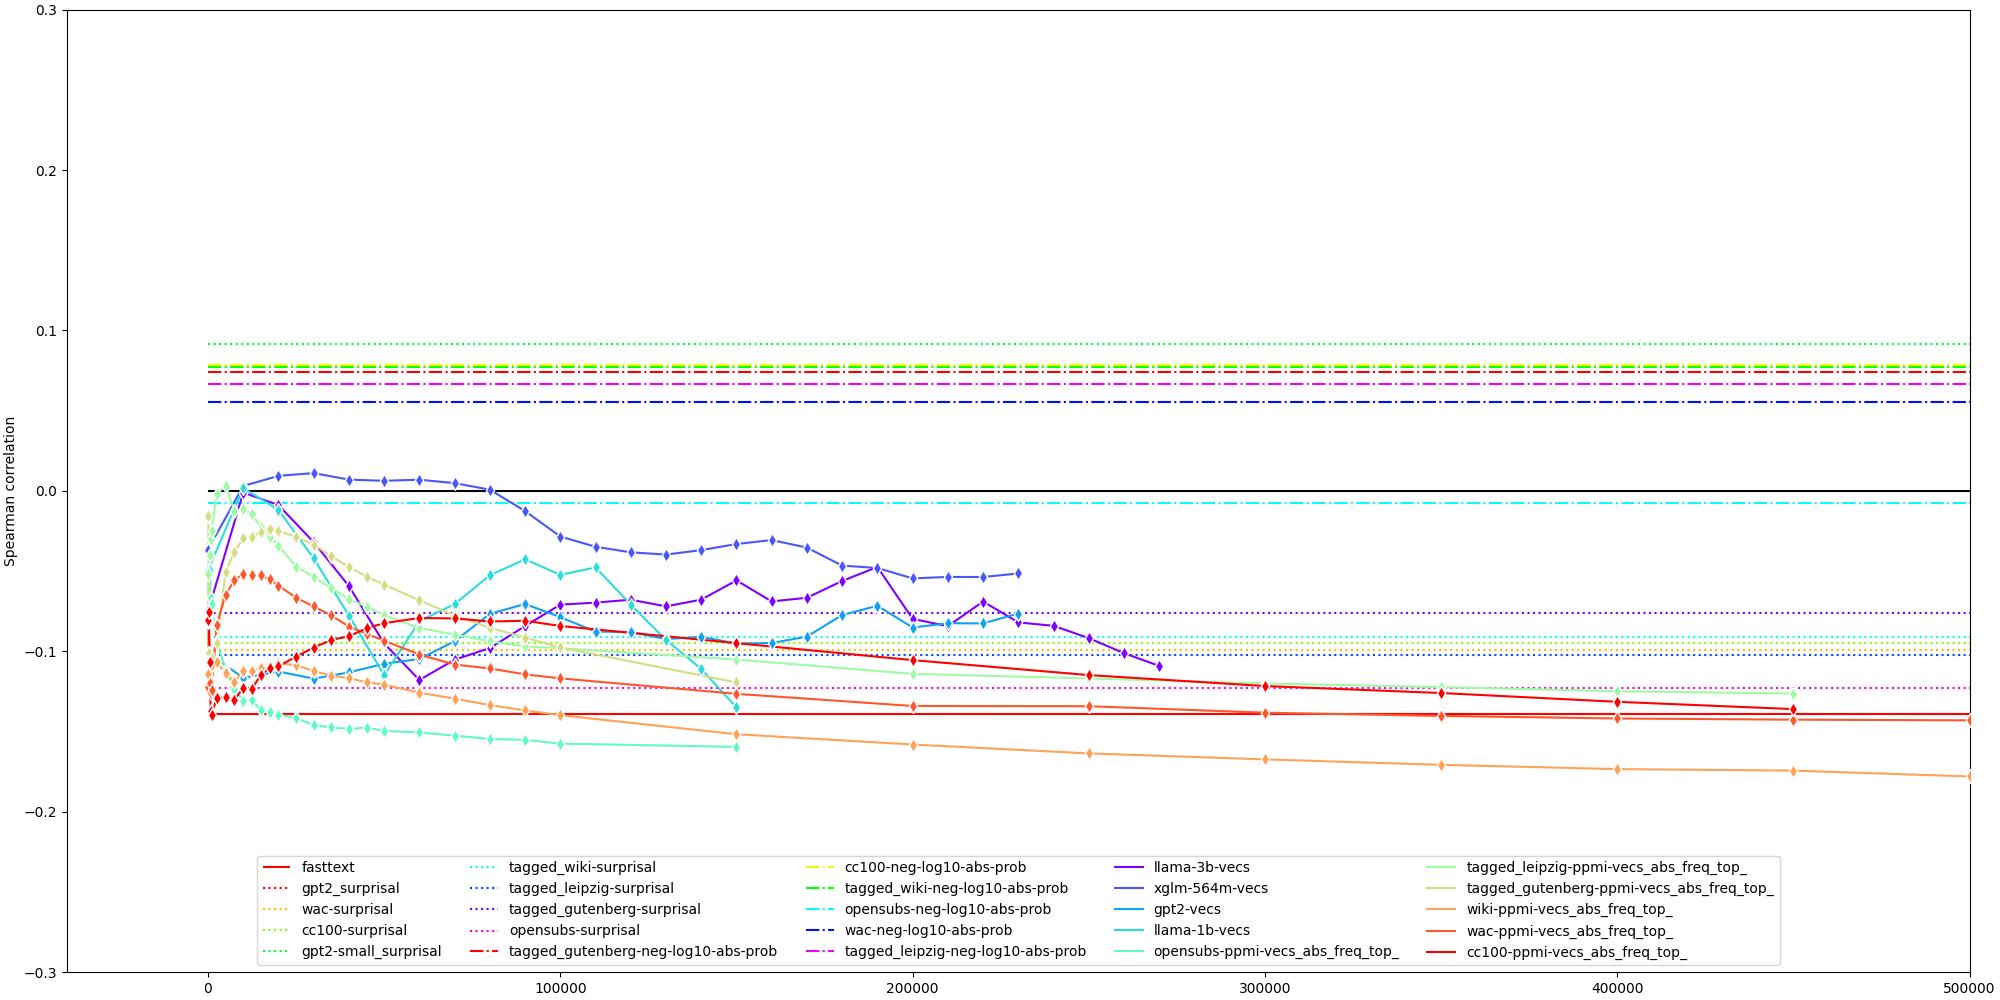 0.3
0.2
0.1
0.0
−0.1
−0.2
−0.3
Spearman correlation
fasttext
gpt2_surprisal
wac-surprisal
cc100-surprisal
gpt2-small_surprisal
tagged_wiki-surprisal
tagged_leipzig-surprisal
tagged_gutenberg-surprisal
opensubs-surprisal
tagged_gutenberg-neg-log10-abs-prob
cc100-neg-log10-abs-prob
tagged_wiki-neg-log10-abs-prob
opensubs-neg-log10-abs-prob
wac-neg-log10-abs-prob
tagged_leipzig-neg-log10-abs-prob
llama-3b-vecs
xglm-564m-vecs
gpt2-vecs
llama-1b-vecs
opensubs-ppmi-vecs_abs_freq_top_
tagged_leipzig-ppmi-vecs_abs_freq_top_
tagged_gutenberg-ppmi-vecs_abs_freq_top_
wiki-ppmi-vecs_abs_freq_top_
wac-ppmi-vecs_abs_freq_top_
cc100-ppmi-vecs_abs_freq_top_
0 100000 200000 300000 400000 500000